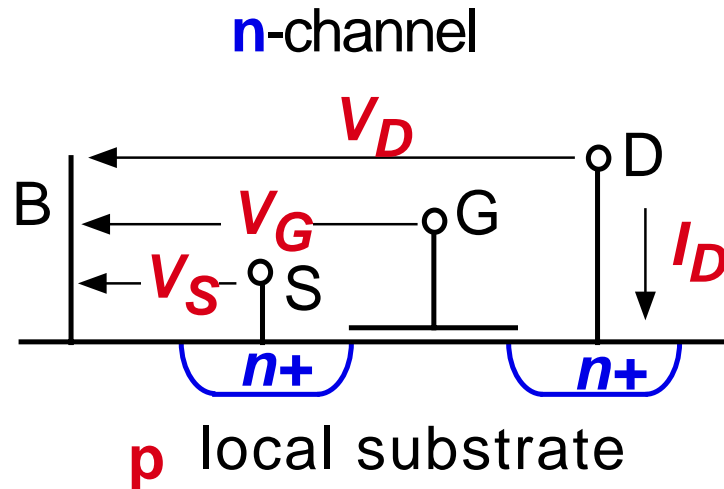 n-channel
V_D
D
B
V_G
G
I_D
V_S
S
n+
n+
p local substrate